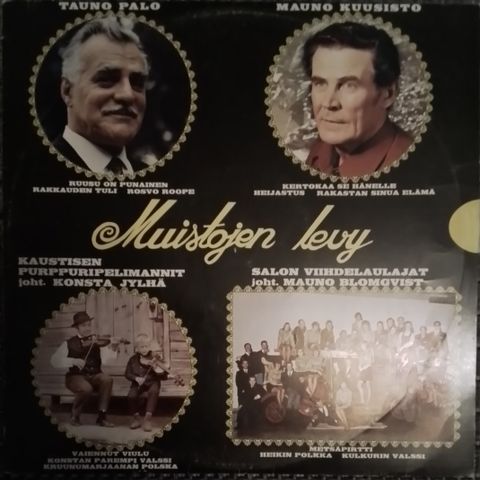 TAUNO PALO
MAUNO KUUSISTO
RUUSU ON PUNAINEN
RAKKAUDEN TULI ROSVO ROOPE
KERTOKAA SE HÄNELLE
HEIJASTUS RAKASTAN SINUA ELÄMÄ
Muistojen levy
KAUSTISEN
PURPPURIPELIMANNIT
joht. KONSTA JYLHÄ
SALON VIIHDELAULAJAT
joht. MAUNO BLOMQVIST
VAIENNUT VIULU
KONSTAN PAREMPI VALSSI
KRUUNUMARJAANAN POLSKA
METSÄPIRTTI
HEIKIN POLKKA KULKURIN VALSSI